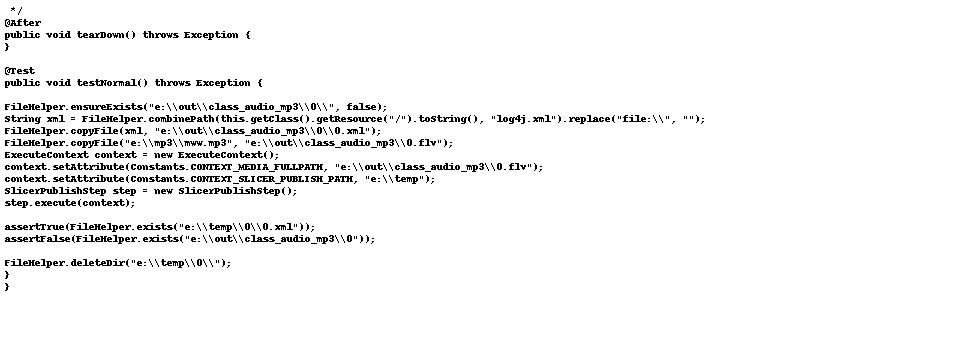 */
@After
public void tearDown() throws Exception {
}
@Test
public void testNormal() throws Exception {
FileHelper.ensureExists("e:\\out\\class_audio_mp3\\0\\", false);
String xml = FileHelper.combinePath(this.getClass().getResource("/").toString(), "log4j.xml").replace("file:\\", "");
FileHelper.copyFile(xml, "e:\\out\\class_audio_mp3\\0\\0.xml");
FileHelper.copyFile("e:\\mp3\\mww.mp3", "e:\\out\\class_audio_mp3\\0.flv");
ExecuteContext context = new ExecuteContext();
context.setAttribute(Constants.CONTEXT_MEDIA_FULLPATH, "e:\\out\\class_audio_mp3\\0.flv");
context.setAttribute(Constants.CONTEXT_SLICER_PUBLISH_PATH, "e:\\temp");
SlicerPublishStep step = new SlicerPublishStep();
step.execute(context);
assertTrue(FileHelper.exists("e:\\temp\\0\\0.xml"));
assertFalse(FileHelper.exists("e:\\out\\class_audio_mp3\\0"));
FileHelper.deleteDir("e:\\temp\\0\\");
}
}